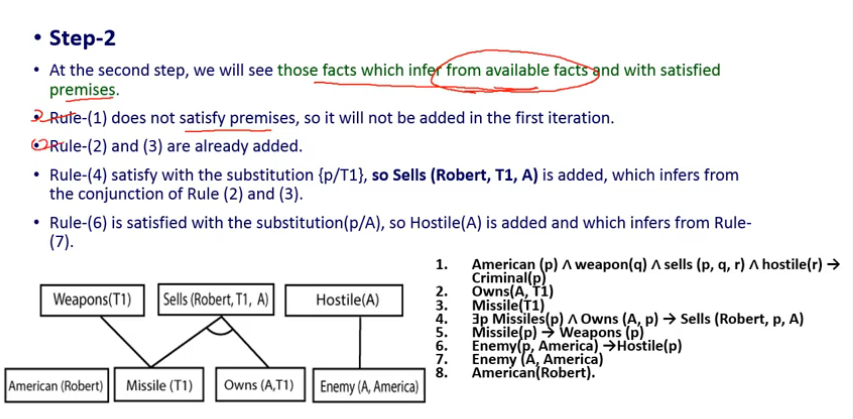 • Step-2
• At the second step, we will see those facts which infer from available facts and with satisfied
premises.
• Rule-(1) does not satisfy premises, so it will not be added in the first iteration.
• Rule-(2) and (3) are already added.
• Rule-(4) satisfy with the substitution {p/T1}, so Sells (Robert, T1, A) is added, which infers from
the conjunction of Rule (2) and (3).
• Rule-(6) is satisfied with the substitution(p/A), so Hostile(A) is added and which infers from Rule-
(7).
1. American (p) ∧ weapon(q) ∧ sells (p, q, r) ∧ hostile(r) →
Criminal(p)
2. Owns(A, T1)
3. Missile(T1)
4. ∃p Missiles(p) ∧ Owns (A, p) → Sells (Robert, p, A)
5. Missile(p) → Weapons (p)
6. Enemy(p, America) →Hostile(p)
7. Enemy (A, America)
8. American(Robert).
Weapons(T1) Sells (Robert, T1, A) Hostile(A)
American (Robert) Missile (T1) Owns (A,T1) Enemy (A, America)